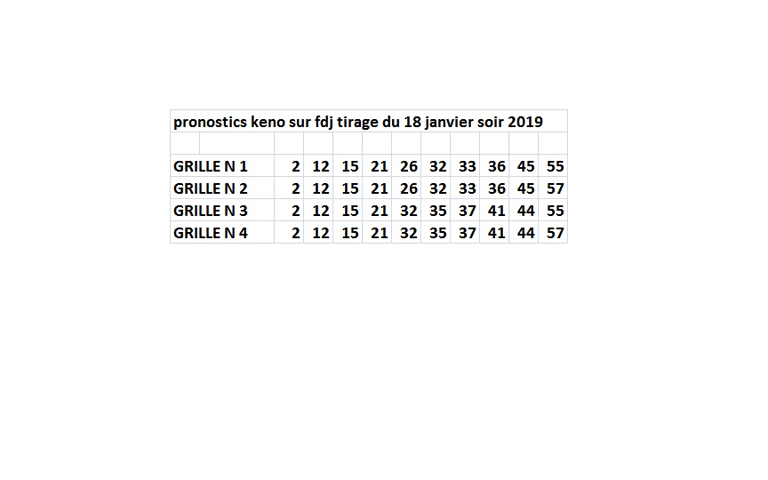 pronostics keno sur fdj tirage du 18 janvier soir 2019
GRILLE N 1 2 12 15 21 26 32 33 36 45 55
GRILLE N 2 2 12 15 21 26 32 33 36 45 57
GRILLE N 3 2 12 15 21 32 35 37 41 44 55
GRILLE N 4 2 12 15 21 32 35 37 41 44 57